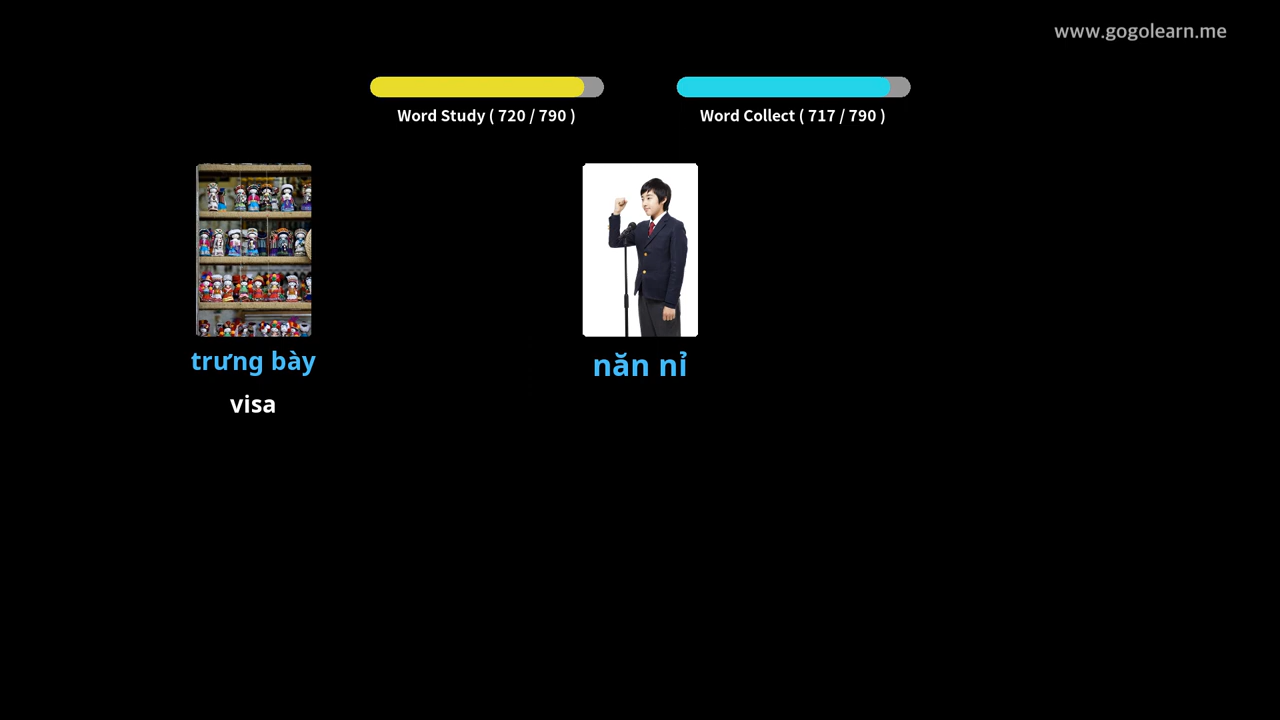 www.gogolearn.me
Word Study ( 720 / 790 )
Word Collect ( 717 / 790 )
trưng bày
visa
năn nỉ